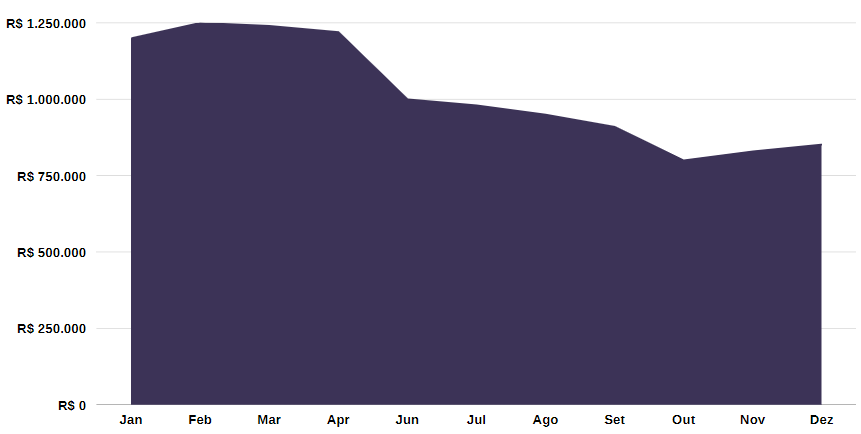 R$ 1.250.000
R$ 1.000.000
R$ 750.000
R$ 500.000
R$ 250.000
R$ 0
Jan Feb Mar Apr Jun Jul Ago Set Out Nov Dez